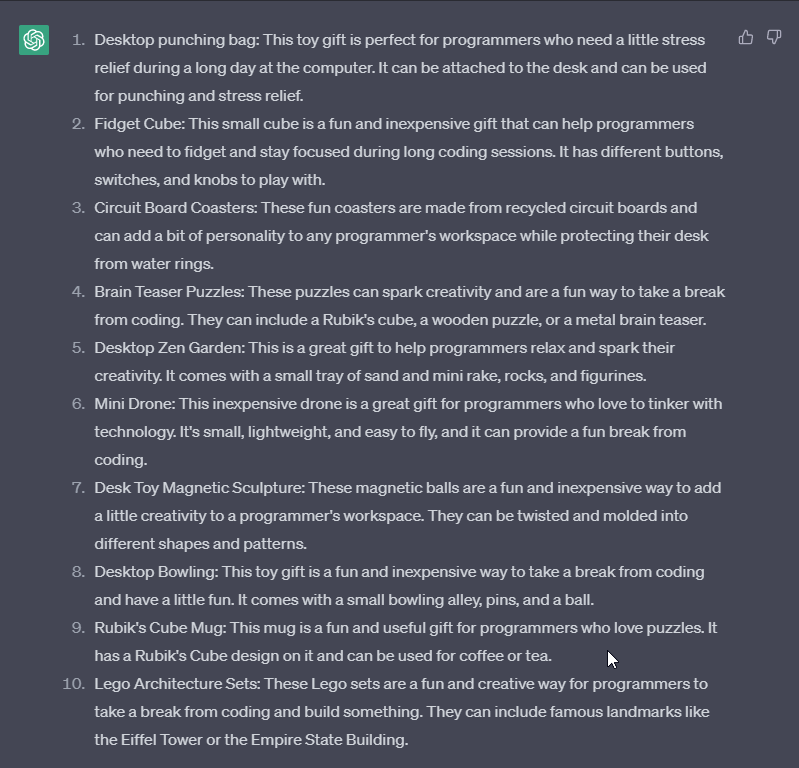 1. Desktop punching bag: This toy gift is perfect for programmers who need a little stress
relief during a long day at the computer. It can be attached to the desk and can be used
for punching and stress relief.
2. Fidget Cube: This small cube is a fun and inexpensive gift that can help programmers
who need to fidget and stay focused during long coding sessions. It has different buttons,
switches, and knobs to play with.
3. Circuit Board Coasters: These fun coasters are made from recycled circuit boards and
can add a bit of personality to any programmer's workspace while protecting their desk
from water rings.
4. Brain Teaser Puzzles: These puzzles can spark creativity and are a fun way to take a break
from coding. They can include a Rubik's cube, a wooden puzzle, or a metal brain teaser.
5. Desktop Zen Garden: This is a great gift to help programmers relax and spark their
creativity. It comes with a small tray of sand and mini rake, rocks, and figurines.
6. Mini Drone: This inexpensive drone is a great gift for programmers who love to tinker with
technology. It's small, lightweight, and easy to fly, and it can provide a fun break from
coding.
7. Desk Toy Magnetic Sculpture: These magnetic balls are a fun and inexpensive way to add
a little creativity to a programmer's workspace. They can be twisted and molded into
different shapes and patterns.
8. Desktop Bowling: This toy gift is a fun and inexpensive way to take a break from coding
and have a little fun. It comes with a small bowling alley, pins, and a ball.
9. Rubik's Cube Mug: This mug is a fun and useful gift for programmers who love puzzles. It
has a Rubik's Cube design on it and can be used for coffee or tea.
10. Lego Architecture Sets: These Lego sets are a fun and creative way for programmers to
take a break from coding and build something. They can include famous landmarks like
the Eiffel Tower or the Empire State Building.